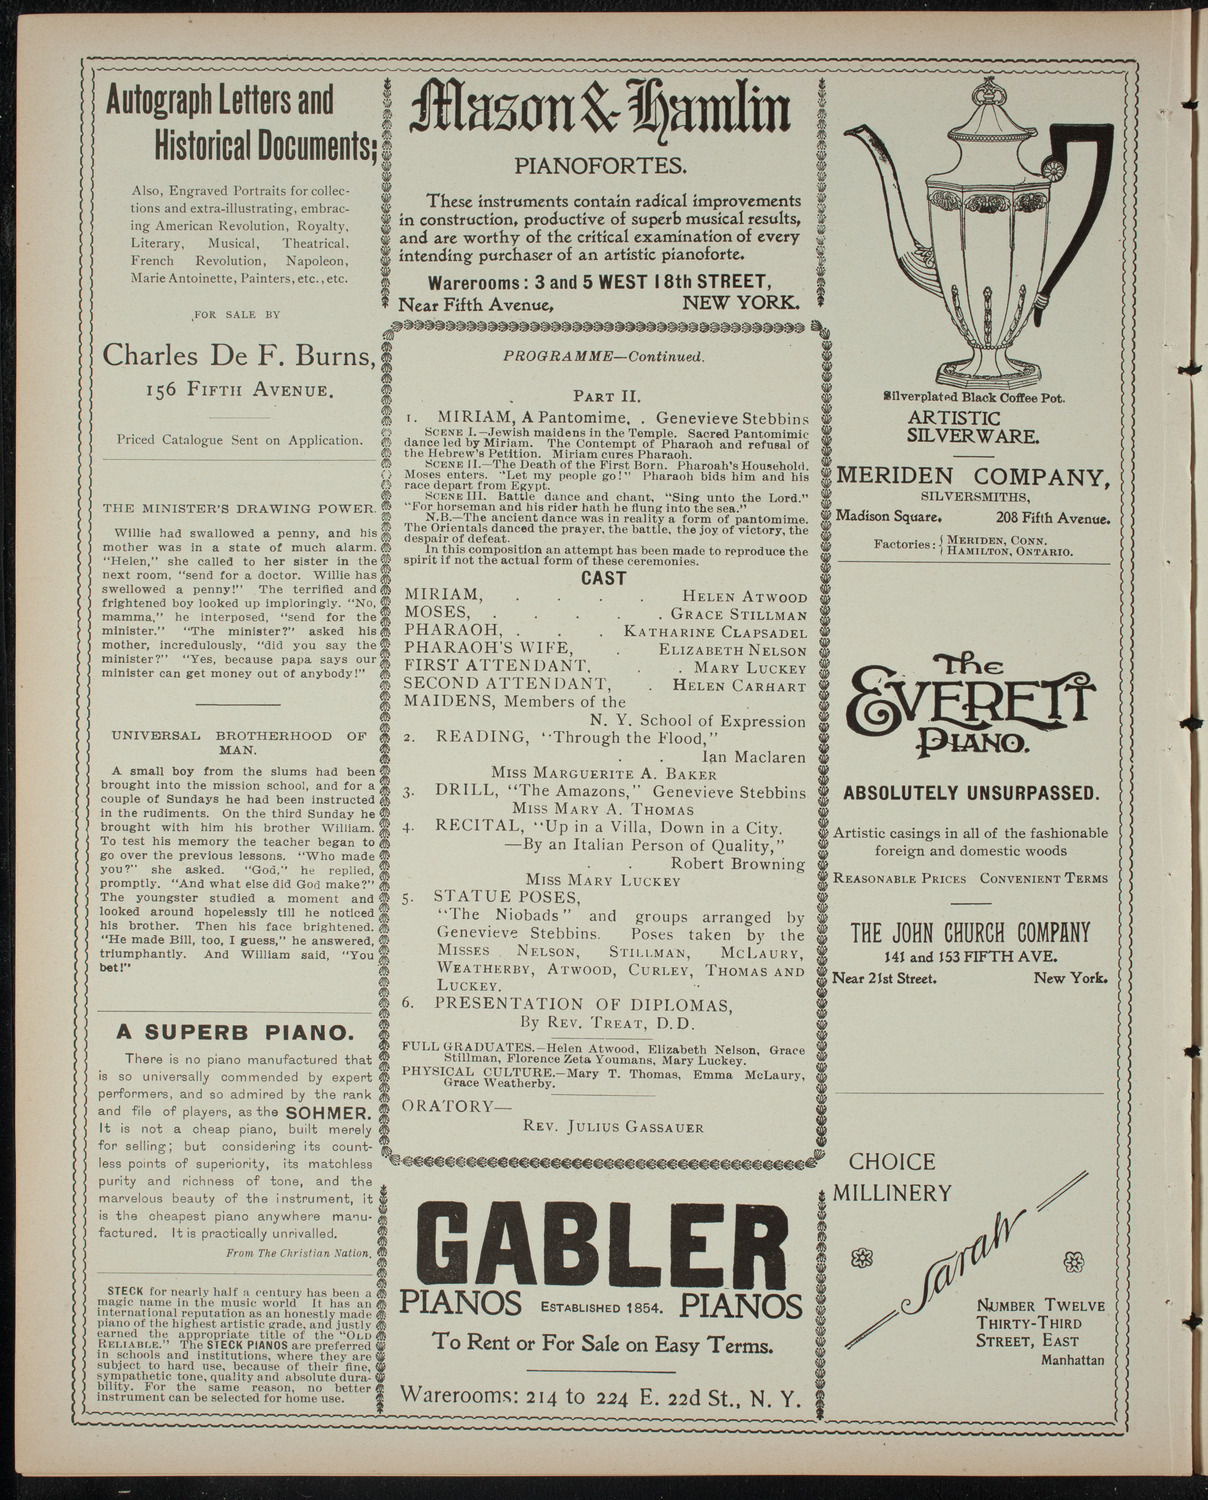 Autograph Letters and
Historical Documents;
Also, Engraved Portraits for collec-
tions and extra-illustrating, embrac-
ing American Revolution, Royalty,
Literary, Musical, Theatrical,
French Revolution, Napoleon,
Marie Antoinette, Painters, etc., etc.
FOR SALE BY
Charles De F. Burns,
156 FIFTH AVENUE.
Priced Catalogue Sent on Application.
THE MINISTER'S DRAWING POWER.
Willie had swallowed a penny, and his
mother was in a state of much alarm.
"Helen," she called to her sister in the
next room, "send for a doctor. Willie has
swellowed a penny!" The terrified and
frightened boy looked up imploringly. "No,
mamma," he interposed, "send for the
minister." "The minister?" asked his
mother, incredulously, "did you say the
minister?" "Yes, because papa says our
minister can get money out of anybody!"
UNIVERSAL BROTHERHOOD OF
MAN.
A small boy from the slums had been
brought into the mission school, and for a
couple of Sundays he had been instructed
in the rudiments. On the third Sunday he
brought with him his brother William.
To test his memory the teacher began to
go over the previous lessons. "Who made
you?" she asked. "God," he replied,
promptly. "And what else did God make?"
The youngster studied a moment and
looked around hopelessly till he noticed
his brother. Then his face brightened.
"He made Bill, too, I guess," he answered,
triumphantly. And William said, "You
bet!"
A SUPERB PIANO.
There is no piano manufactured that
is so universally commended by expert
performers, and so admired by the rank
and file of players, as the SOHMER.
It is not a cheap piano, built merely
for selling; but considering its count-
less points of superiority, its matchless
purity and richness of tone, and the
marvelous beauty of the instrument, it
is the cheapest piano anywhere manu-
factured. It is practically unrivalled.
From The Christian Nation.
STECK for nearly half a century has been a
magic name in the music world It has an
international reputation as an honestly made
piano of the highest artistic grade, and justly
earned the appropriate title of the "OLD
RELIABLE." The STECK PIANOS are preferred
in schools and institutions, where they are
subject to hard use, because of their fine,
sympathetic tone, quality and absolute dura-
bility. For the same reason, no better
instrument can be selected for home use.
Mason & Hamlin
PIANOFORTES.
These instruments contain radical improvements
in construction, productive of superb musical results,
and are worthy of the critical examination of every
intending purchaser of an artistic pianoforte.
Warerooms: 3 and 5 WEST 18th STREET,
Near Fifth Avenue, NEW YORK.
PROGRAMME—Continued.
PART II.
1. MIRIAM, A Pantomime, . Genevieve Stebbins
SCENE I.—Jewish maidens in the Temple. Sacred Pantomimic
dance led by Miriam. The Contempt of Pharaoh and refusal of
the Hebrew's Petition. Miriam cures Pharaoh.
SCENE II.—The Death of the First Born. Pharoah's Household.
Moses enters. "Let my people go!" Pharaoh bids him and his
race depart from Egypt.
SCENE III. Battle dance and chant, "Sing unto the Lord."
"For horseman and his rider hath he flung into the sea."
N.B.—The ancient dance was in reality a form of pantomime.
The Orientals danced the prayer, the battle, the joy of victory, the
despair of defeat.
In this composition an attempt has been made to reproduce the
spirit if not the actual form of these ceremonies.
CAST
MIRIAM, . . . . HELEN ATWOOD
MOSES, . . . . . GRACE STILLMAN
PHARAOH, . . . KATHARINE CLAPSADEL
PHARAOH'S WIFE, . ELIZABETH NELSON
FIRST ATTENDANT, . . MARY LUCKEY
SECOND ATTENDANT, . HELEN CARHART
MAIDENS, Members of the
N. Y. School of Expression
2. READING, "Through the Flood,"
. . Ian Maclaren
MISS MARGUERITE A. BAKER
3. DRILL, "The Amazons," Genevieve Stebbins
MISS MARY A. THOMAS
4. RECITAL, "Up in a Villa, Down in a City.
—By an Italian Person of Quality,"
. . Robert Browning
MISS MARY LUCKEY
5. STATUE POSES,
"The Niobads" and groups arranged by
Genevieve Stebbins. Poses taken by the
MISSES NELSON, STILLMAN, MCLAURY,
WEATHERBY, ATWOOD, CURLEY, THOMAS AND
LUCKEY.
6. PRESENTATION OF DIPLOMAS,
By REV. TREAT, D.D.
FULL GRADUATES.—Helen Atwood, Elizabeth Nelson, Grace
Stillman, Florence Zeta Youmans, Mary Luckey.
PHYSICAL CULTURE.—Mary T. Thomas, Emma McLaury,
Grace Weatherby.
ORATORY—
REV. JULIUS GASSAUER
GABLER
PIANOS ESTABLISHED 1854. PIANOS
To Rent or For Sale on Easy Terms.
Warerooms: 214 to 224 E. 22d St., N. Y.
Silverplated Black Coffee Pot.
ARTISTIC
SILVERWARE.
MERIDEN COMPANY,
SILVERSMITHS,
Madison Square. 208 Fifth Avenue.
Factories: { MERIDEN, CONN.
HAMILTON, ONTARIO.
The
EVERETT
PIANO.
ABSOLUTELY UNSURPASSED.
Artistic casings in all of the fashionable
foreign and domestic woods
REASONABLE PRICES CONVENIENT TERMS
THE JOHN CHURCH COMPANY
141 and 153 FIFTH AVE.
Near 21st Street. New York.
CHOICE
MILLINERY
Sarah
NUMBER TWELVE
THIRTY-THIRD
STREET, EAST
Manhattan